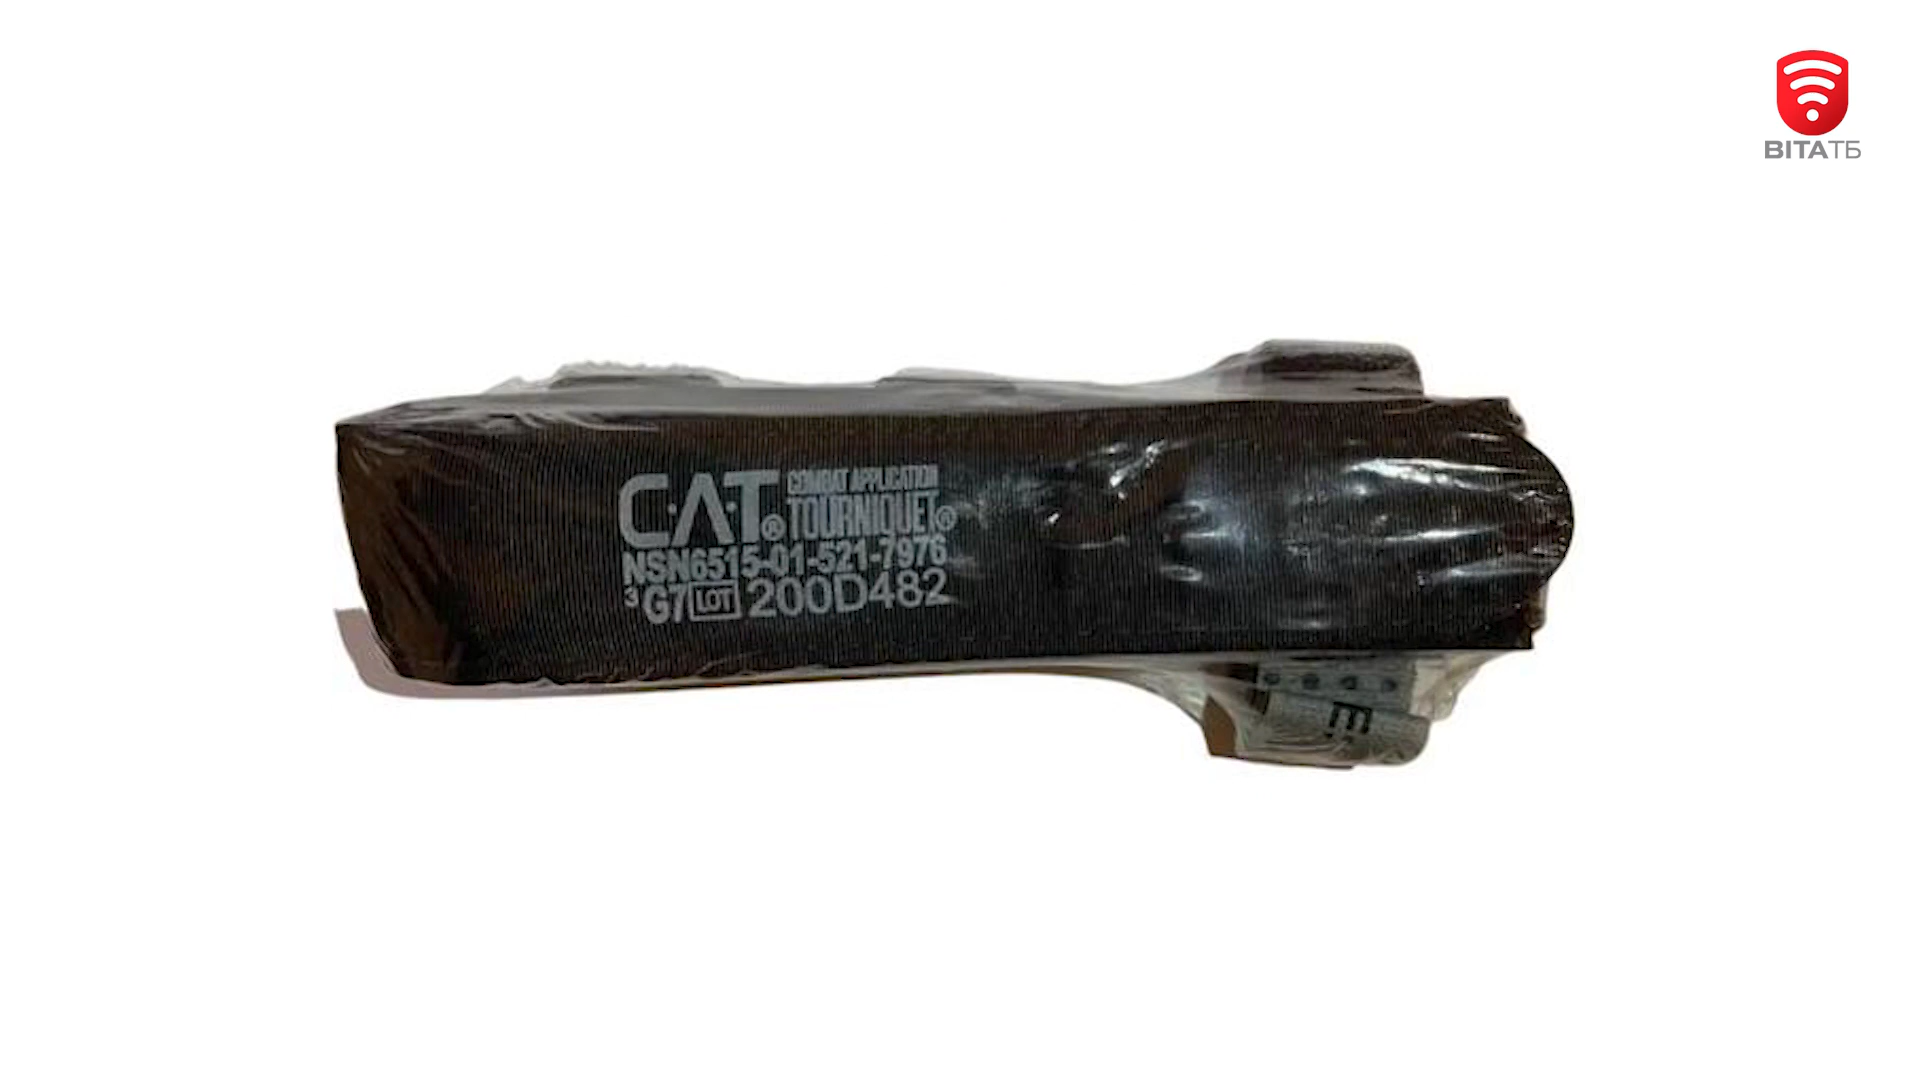 ВІТАТБ
C·A·T® COMBAT APPLICATION
TOURNIQUET®
NSN6515-01-521-7976
3 G7 LOT 200D482
E: